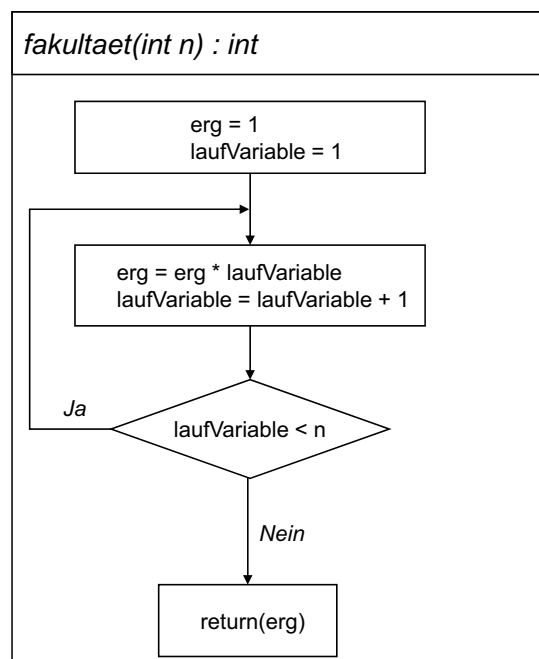 fakultaet(int n) : int
erg = 1
laufVariable = 1
erg = erg * laufVariable
laufVariable = laufVariable + 1
Ja
laufVariable < n
Nein
return(erg)